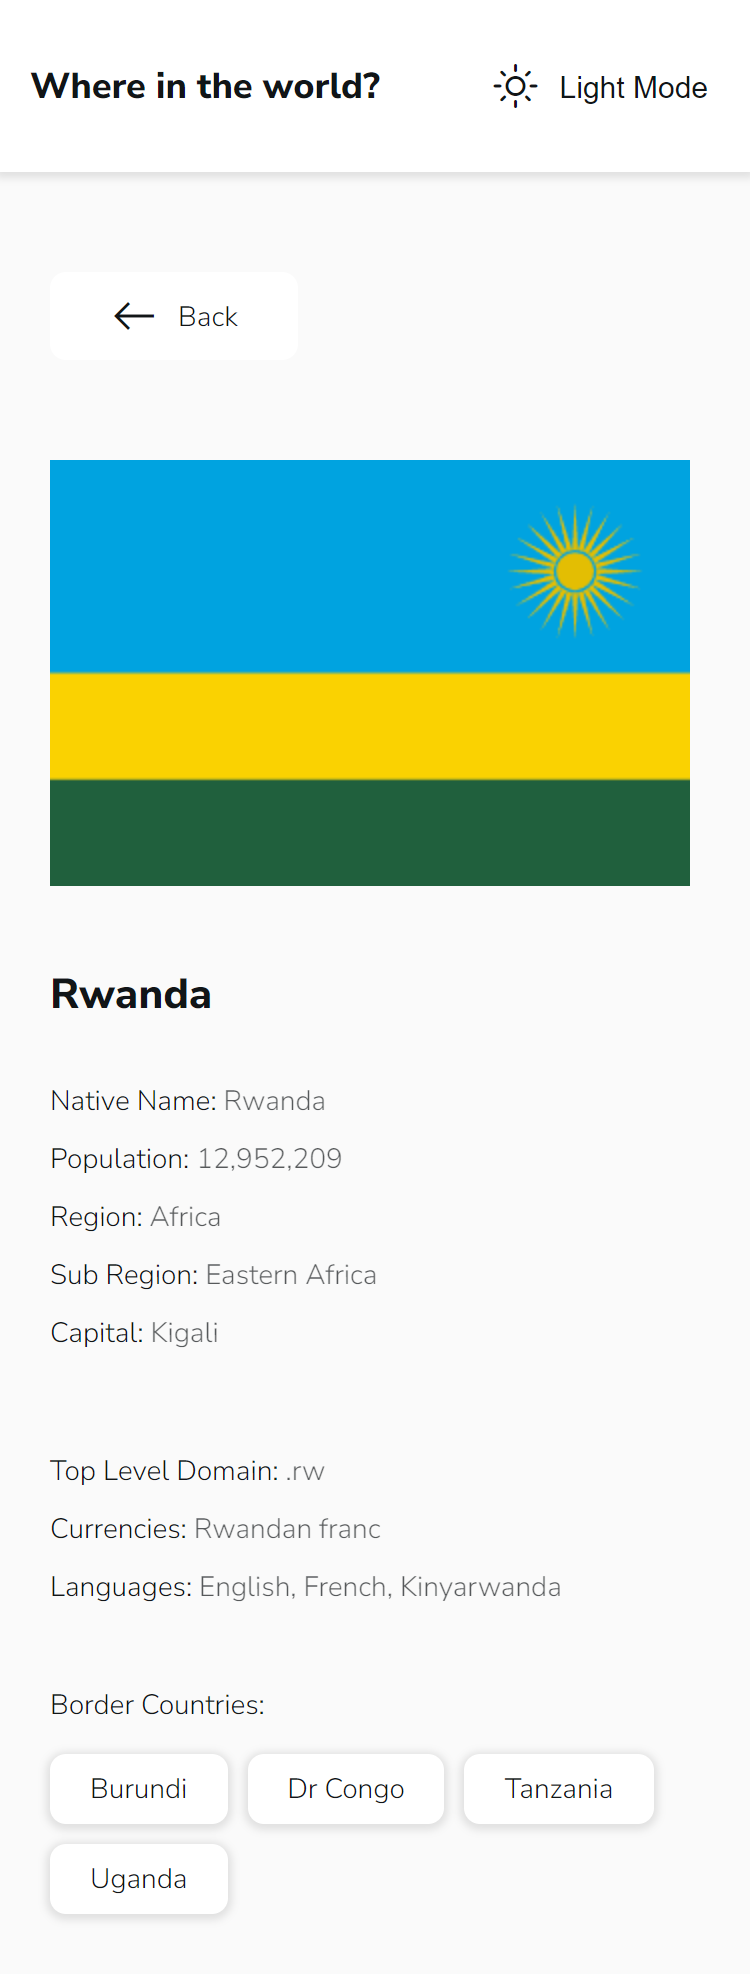 Where in the world?
Light Mode
Back
Rwanda
Native Name: Rwanda
Population: 12,952,209
Region: Africa
Sub Region: Eastern Africa
Capital: Kigali
Top Level Domain: .rw
Currencies: Rwandan franc
Languages: English, French, Kinyarwanda
Border Countries:
Burundi
Dr Congo
Tanzania
Uganda